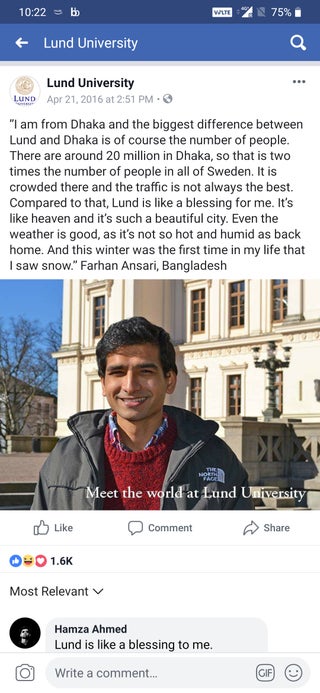 10:22
VoLTE
4G
75%
Lund University
LUND
Lund University
Apr 21, 2016 at 2:51 PM
"I am from Dhaka and the biggest difference between
Lund and Dhaka is of course the number of people.
There are around 20 million in Dhaka, so that is two
times the number of people in all of Sweden. It is
crowded there and the traffic is not always the best.
Compared to that, Lund is like a blessing for me. It's
like heaven and it's such a beautiful city. Even the
weather is good, as it's not so hot and humid as back
home. And this winter was the first time in my life that
I saw snow." Farhan Ansari, Bangladesh
THE
NORTH
FACE
Meet the world at Lund University
Like Comment Share
1.6K
Most Relevant
Hamza Ahmed
Lund is like a blessing to me.
Write a comment...
GIF